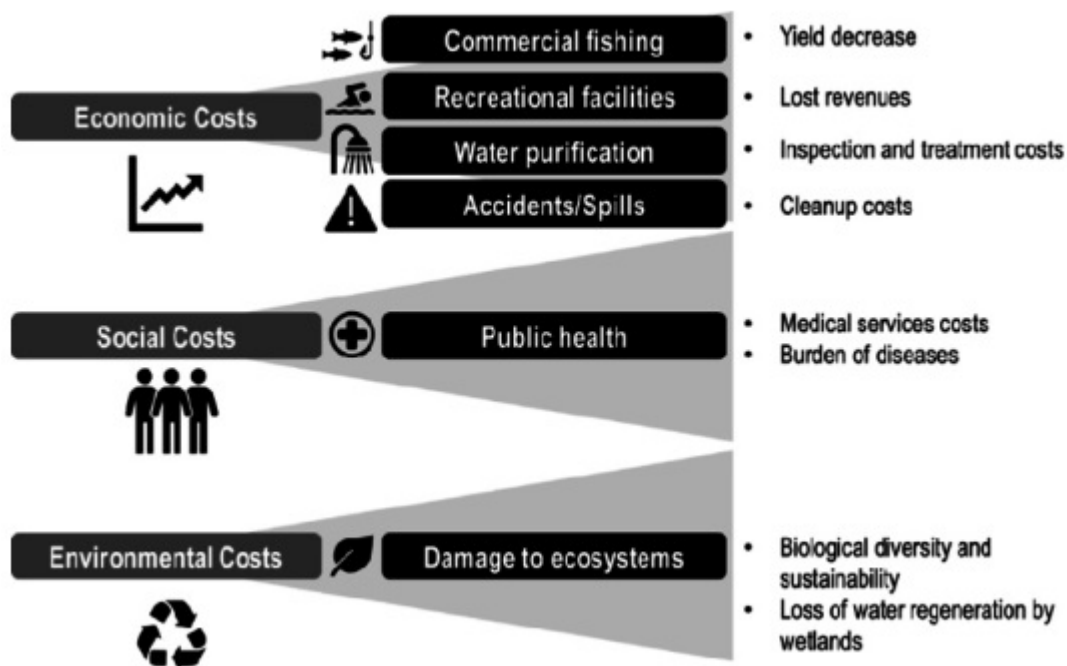 Economic Costs
Commercial fishing
• Yield decrease
Recreational facilities
• Lost revenues
Water purification
• Inspection and treatment costs
Accidents/Spills
• Cleanup costs
Social Costs
Public health
• Medical services costs
• Burden of diseases
Environmental Costs
Damage to ecosystems
• Biological diversity and
sustainability
• Loss of water regeneration by
wetlands